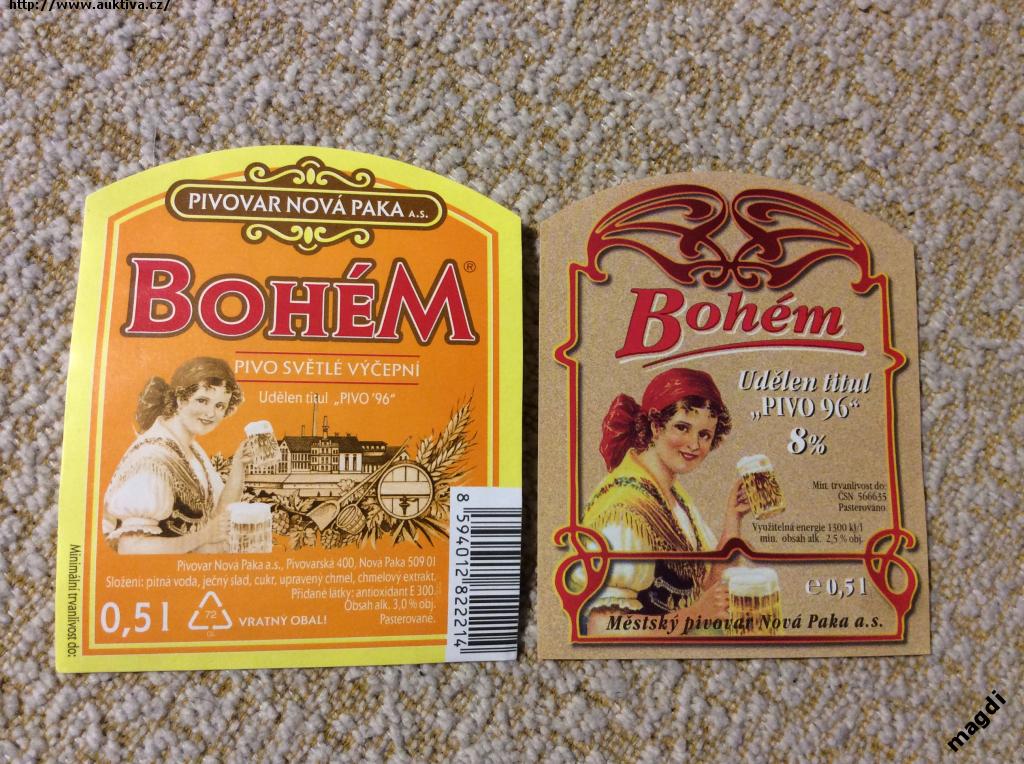 http://www.auktiva.cz/
PIVOVAR NOVÁ PAKA A.S.
BOHÉM®
PIVO SVĚTLÉ VÝČEPNÍ
Udělen titul „PIVO '96“
Pivovar Nová Paka a.s., Pivovarská 400, Nová Paka 509 01
Složení: pitná voda, ječný slad, cukr, upravený chmel, chmelový extrakt.
Přidané látky: antioxidant E 300.
Obsah alk. 3,0 % obj.
Pasterované.
0,5 l
72
VRATNÝ OBAL!
Minimální trvanlivost do:
8 594012 822214
Bohém
Udělen titul
„PIVO 96“
8%
Min. trvanlivost do:
ČSN 566635
Pasterováno
Využitelná energie 1300 kJ/l
min. obsah alk. 2,5 % obj.
e 0,5 l
Městský pivovar Nová Paka a.s.
magdi